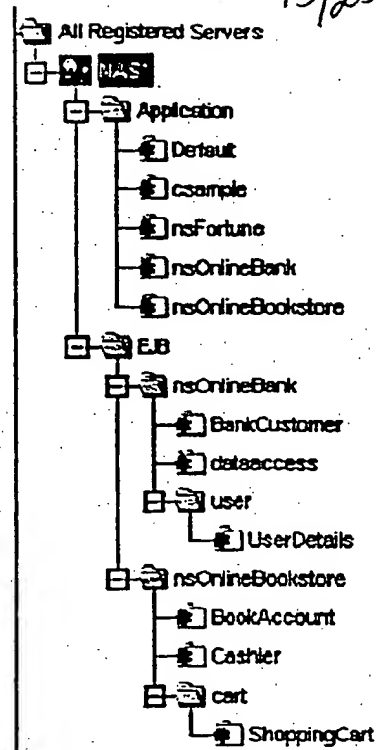 All Registered Servers
NAS*
Application
Default
csample
nsFortune
nsOnlineBank
nsOnlineBookstore
EJB
nsOnlineBank
BankCustomer
dataaccess
user
UserDetails
nsOnlineBookstore
BookAccount
Cashier
cart
ShoppingCart